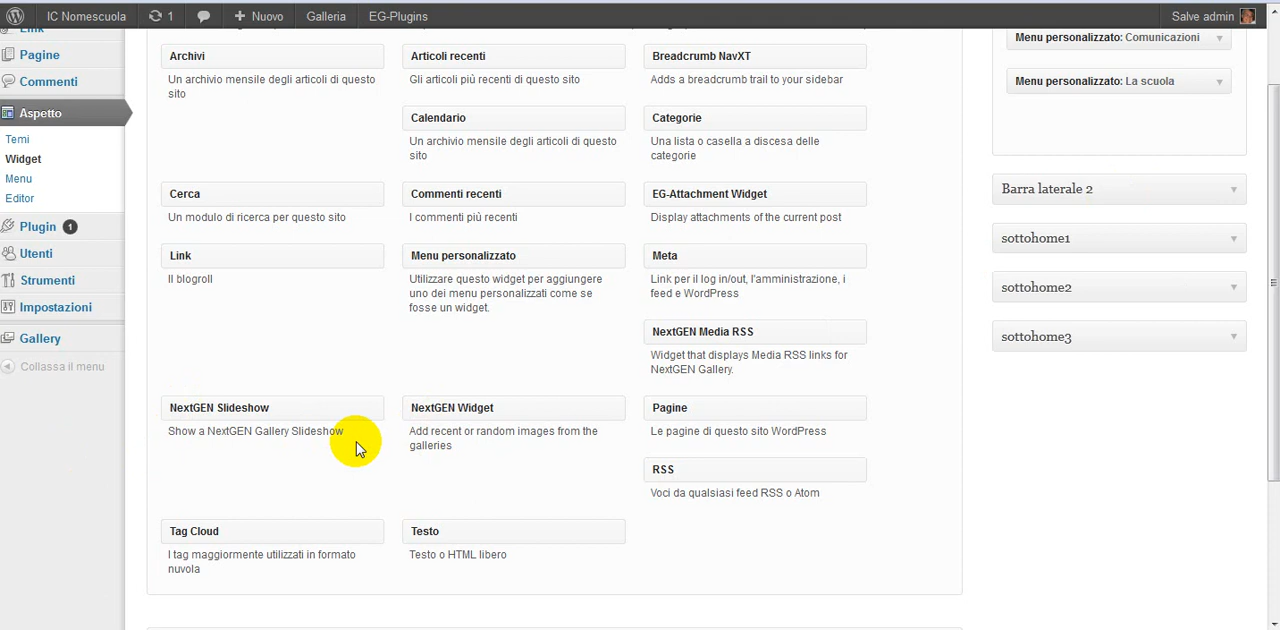 IC Nomescuola
1
Nuovo
Galleria
EG-Plugins
Salve admin
Link
Pagine
Commenti
Aspetto
Temi
Widget
Menu
Editor
Plugin 1
Utenti
Strumenti
Impostazioni
Gallery
Collassa il menu
Archivi
Un archivio mensile degli articoli di questo
sito
Articoli recenti
Gli articoli più recenti di questo sito
Breadcrumb NavXT
Adds a breadcrumb trail to your sidebar
Calendario
Un archivio mensile degli articoli di questo
sito
Categorie
Una lista o casella a discesa delle
categorie
Cerca
Un modulo di ricerca per questo sito
Commenti recenti
I commenti più recenti
EG-Attachment Widget
Display attachments of the current post
Link
Il blogroll
Menu personalizzato
Utilizzare questo widget per aggiungere
uno dei menu personalizzati come se
fosse un widget.
Meta
Link per il log in/out, l'amministrazione, i
feed e WordPress
NextGEN Media RSS
Widget that displays Media RSS links for
NextGEN Gallery.
NextGEN Slideshow
Show a NextGEN Gallery Slideshow
NextGEN Widget
Add recent or random images from the
galleries
Pagine
Le pagine di questo sito WordPress
RSS
Voci da qualsiasi feed RSS o Atom
Tag Cloud
I tag maggiormente utilizzati in formato
nuvola
Testo
Testo o HTML libero
Menu personalizzato: Comunicazioni
Menu personalizzato: La scuola
Barra laterale 2
sottohome1
sottohome2
sottohome3